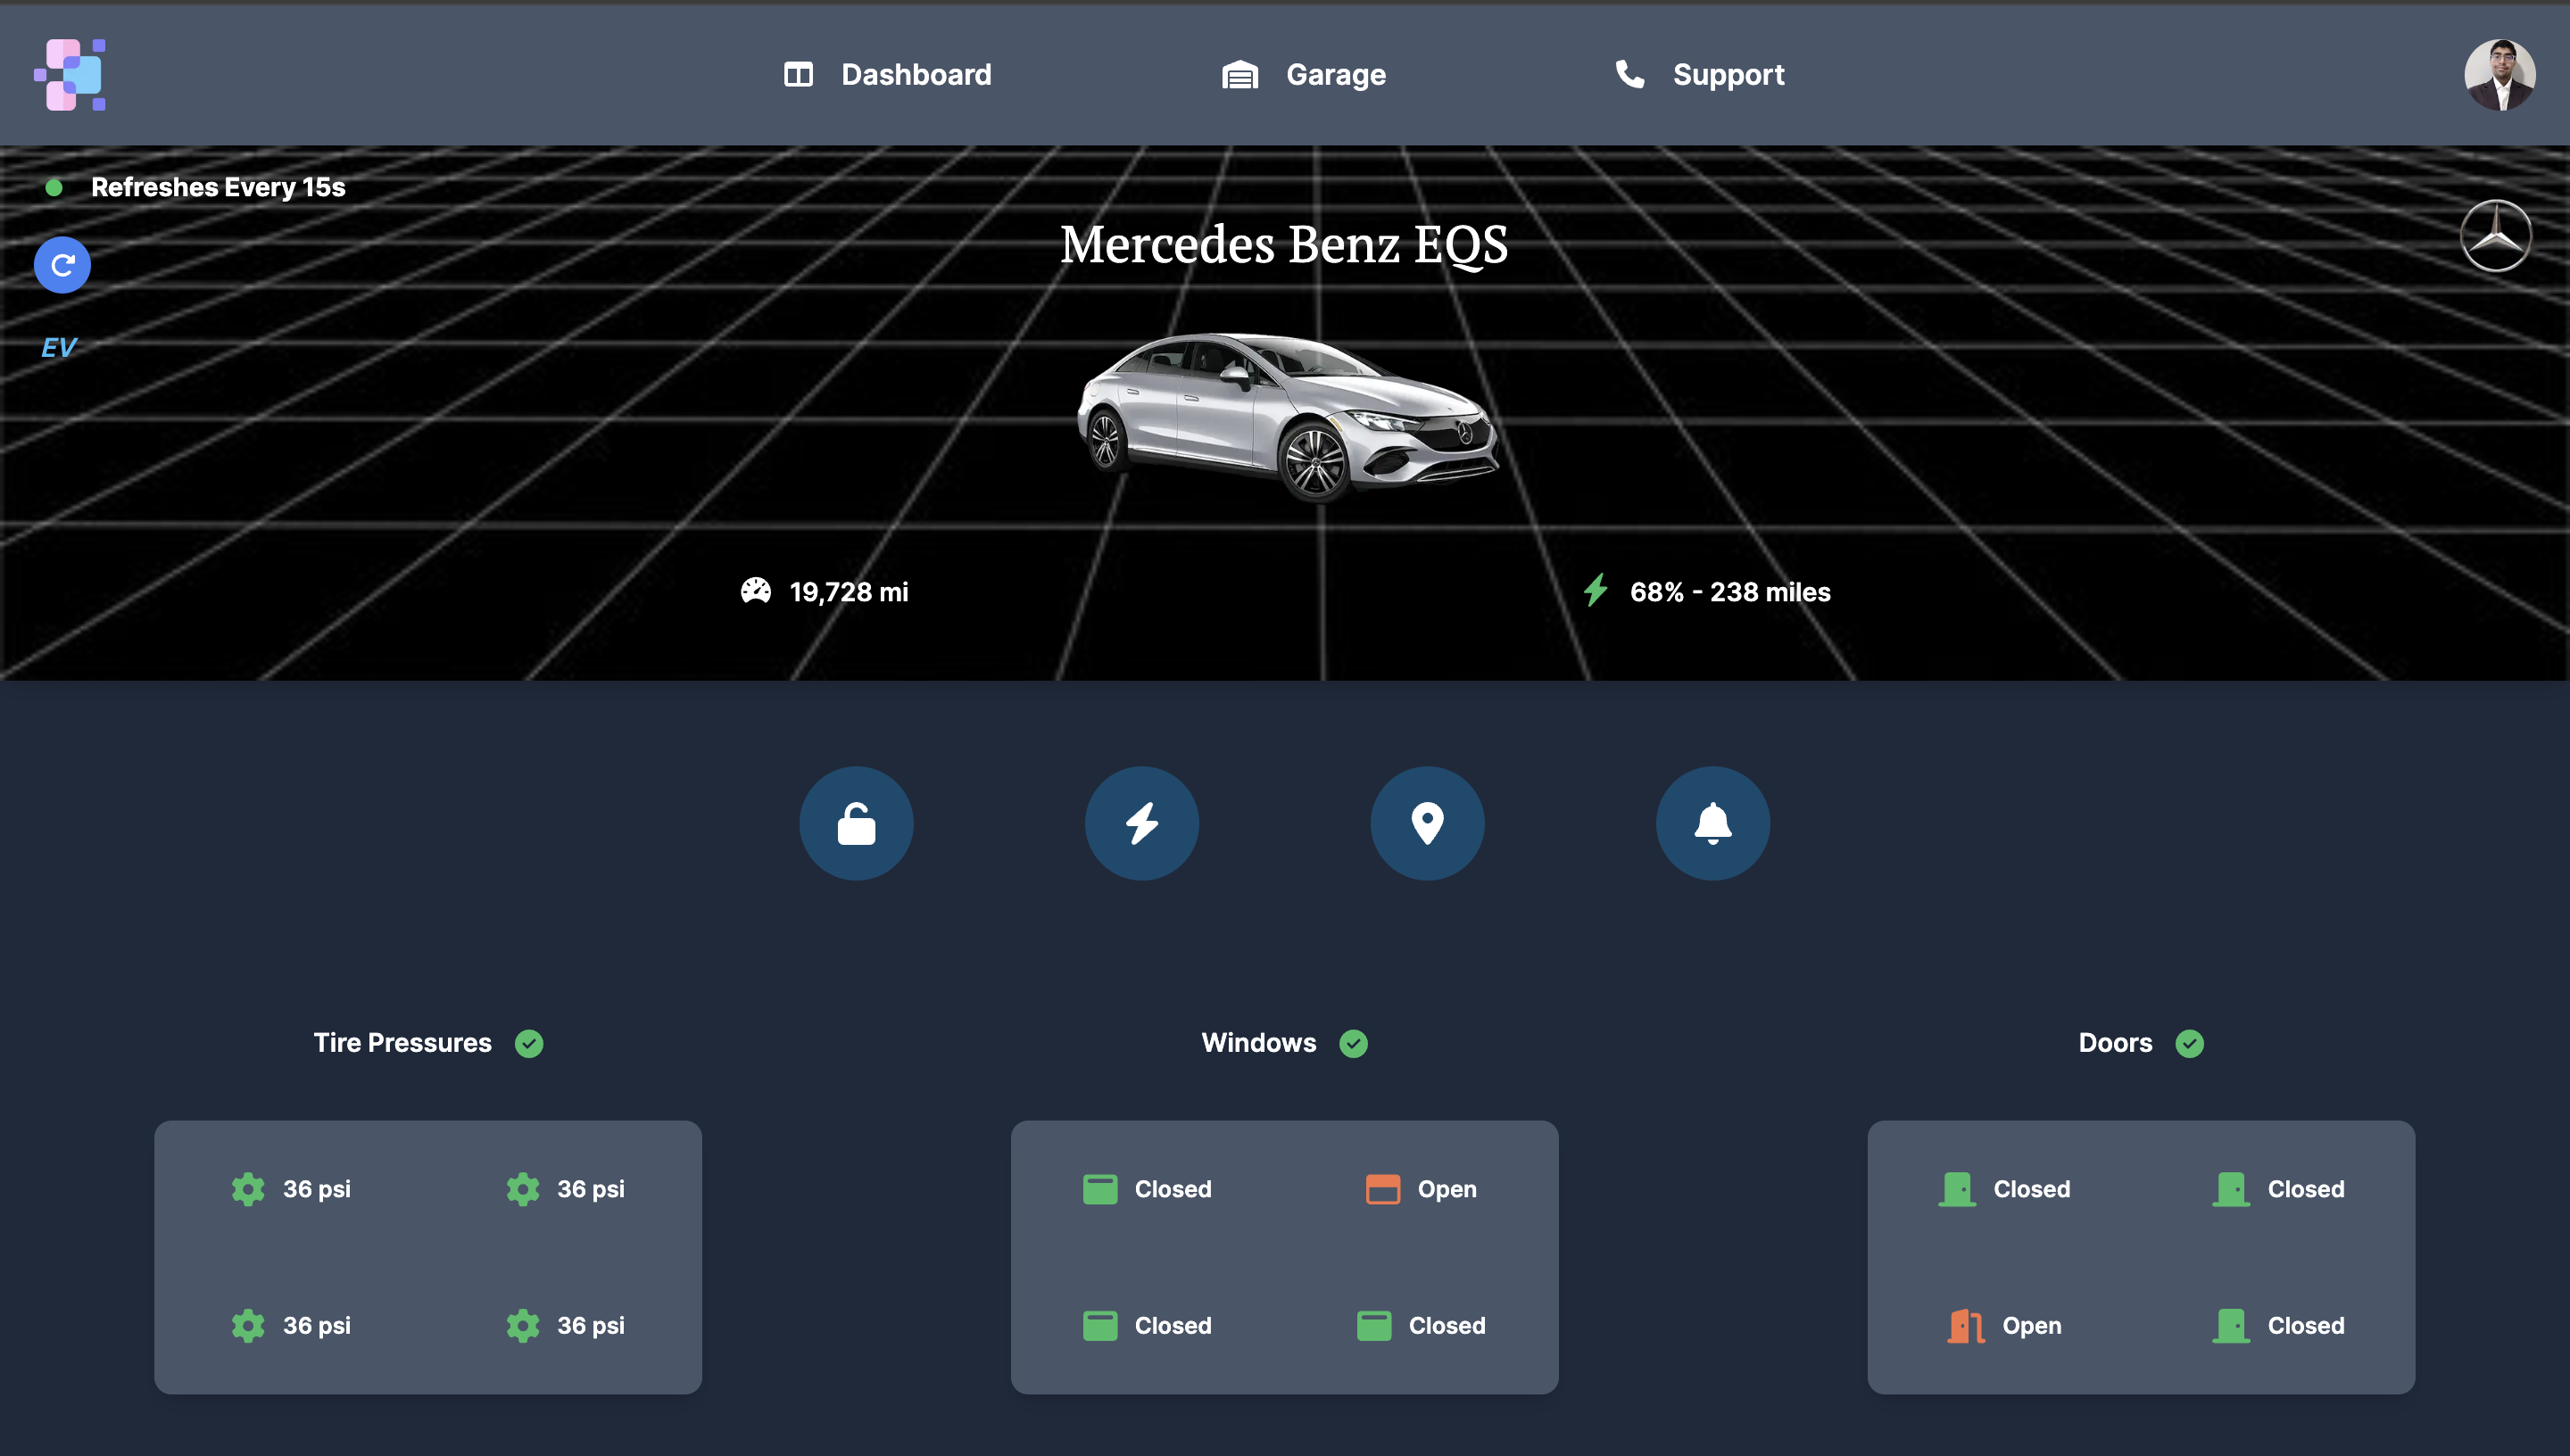 Dashboard
Garage
Support
Refreshes Every 15s
Mercedes Benz EQS
EV
19,728 mi
68% - 238 miles
Tire Pressures
Windows
Doors
36 psi
36 psi
Closed
Open
Closed
Closed
36 psi
36 psi
Closed
Closed
Open
Closed